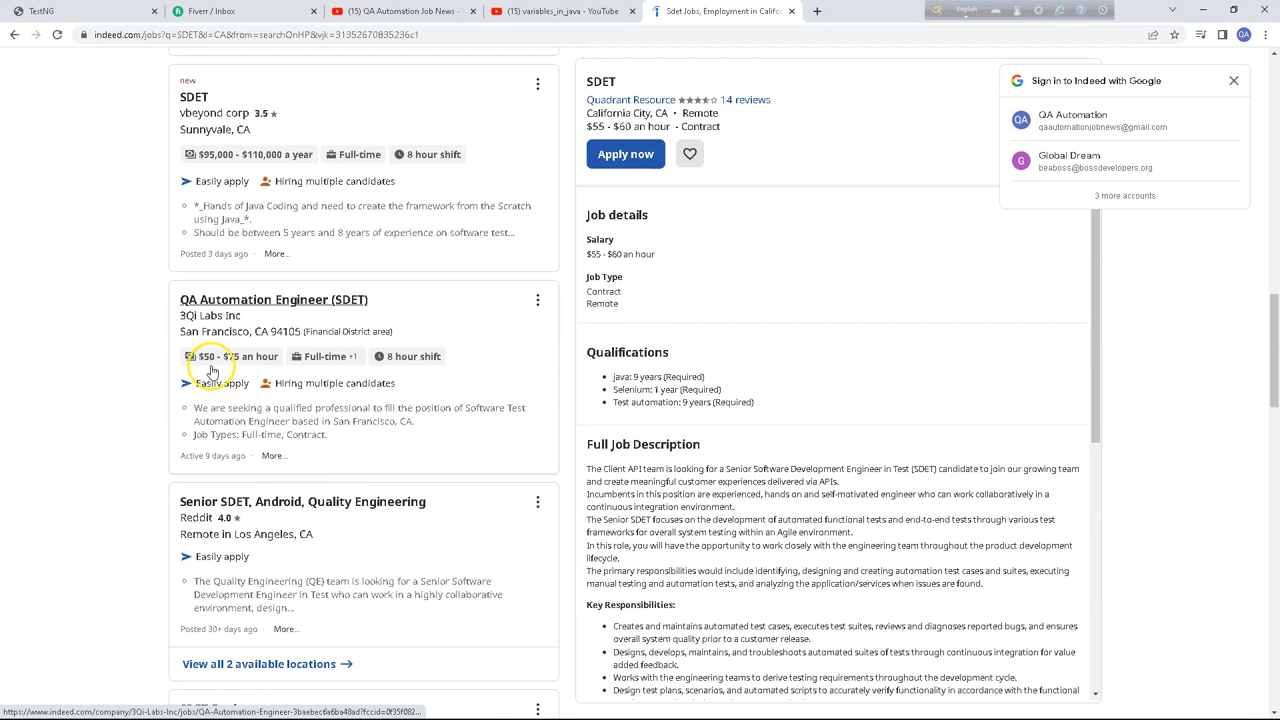 TestNG
Fiverr / Inbox
(15) QA Automation Job News -
(15) variables_in_java - YouTube
Sdet Jobs, Employment in Califor
English
indeed.com/jobs?q=SDET&l=CA&from=searchOnHP&vjk=31352670835236c1
QA
new
SDET
vbeyond corp 3.5
Sunnyvale, CA
$95,000 - $110,000 a year
Full-time
8 hour shift
Easily apply
Hiring multiple candidates
*_Hands of Java Coding and need to create the framework from the Scratch
using Java_*.
Should be between 5 years and 8 years of experience on software test...
Posted 3 days ago · More...
QA Automation Engineer (SDET)
3Qi Labs Inc
San Francisco, CA 94105 (Financial District area)
$50 - $75 an hour
Full-time +1
8 hour shift
Easily apply
Hiring multiple candidates
We are seeking a qualified professional to fill the position of Software Test
Automation Engineer based in San Francisco, CA.
Job Types: Full-time, Contract.
Active 9 days ago · More...
Senior SDET, Android, Quality Engineering
Reddit 4.0
Remote in Los Angeles, CA
Easily apply
The Quality Engineering (QE) team is looking for a Senior Software
Development Engineer in Test who can work in a highly collaborative
environment, design...
Posted 30+ days ago · More...
View all 2 available locations
SDET
Quadrant Resource 14 reviews
California City, CA • Remote
$55 - $60 an hour - Contract
Apply now
Job details
Salary
$55 - $60 an hour
Job Type
Contract
Remote
Qualifications
java: 9 years (Required)
Selenium: 1 year (Required)
Test automation: 9 years (Required)
Full Job Description
The Client API team is looking for a Senior Software Development Engineer in Test (SDET) candidate to join our growing team
and create meaningful customer experiences delivered via APIs.
Incumbents in this position are experienced, hands on and self-motivated engineer who can work collaboratively in a
continuous integration environment.
The Senior SDET focuses on the development of automated functional tests and end-to-end tests through various test
frameworks for overall system testing within an Agile environment.
In this role, you will have the opportunity to work closely with the engineering team throughout the product development
lifecycle.
The primary responsibilities would include identifying, designing and creating automation test cases and suites, executing
manual testing and automation tests, and analyzing the application/services when issues are found.
Key Responsibilities:
Creates and maintains automated test cases, executes test suites, reviews and diagnoses reported bugs, and ensures
overall system quality prior to a customer release.
Designs, develops, maintains, and troubleshoots automated suites of tests through continuous integration for value
added feedback.
Works with the engineering teams to derive testing requirements throughout the development cycle.
Design test plans, scenarios, and automated scripts to accurately verify functionality in accordance with the functional
Sign in to Indeed with Google
QA
QA Automation
qaautomationjobnews@gmail.com
G
Global Dream
beaboss@bossdevelopers.org
3 more accounts
https://www.indeed.com/company/3Qi-Labs-Inc/jobs/QA-Automation-Engineer-3baebec6a6ba48ad?fccid=0f35f082...